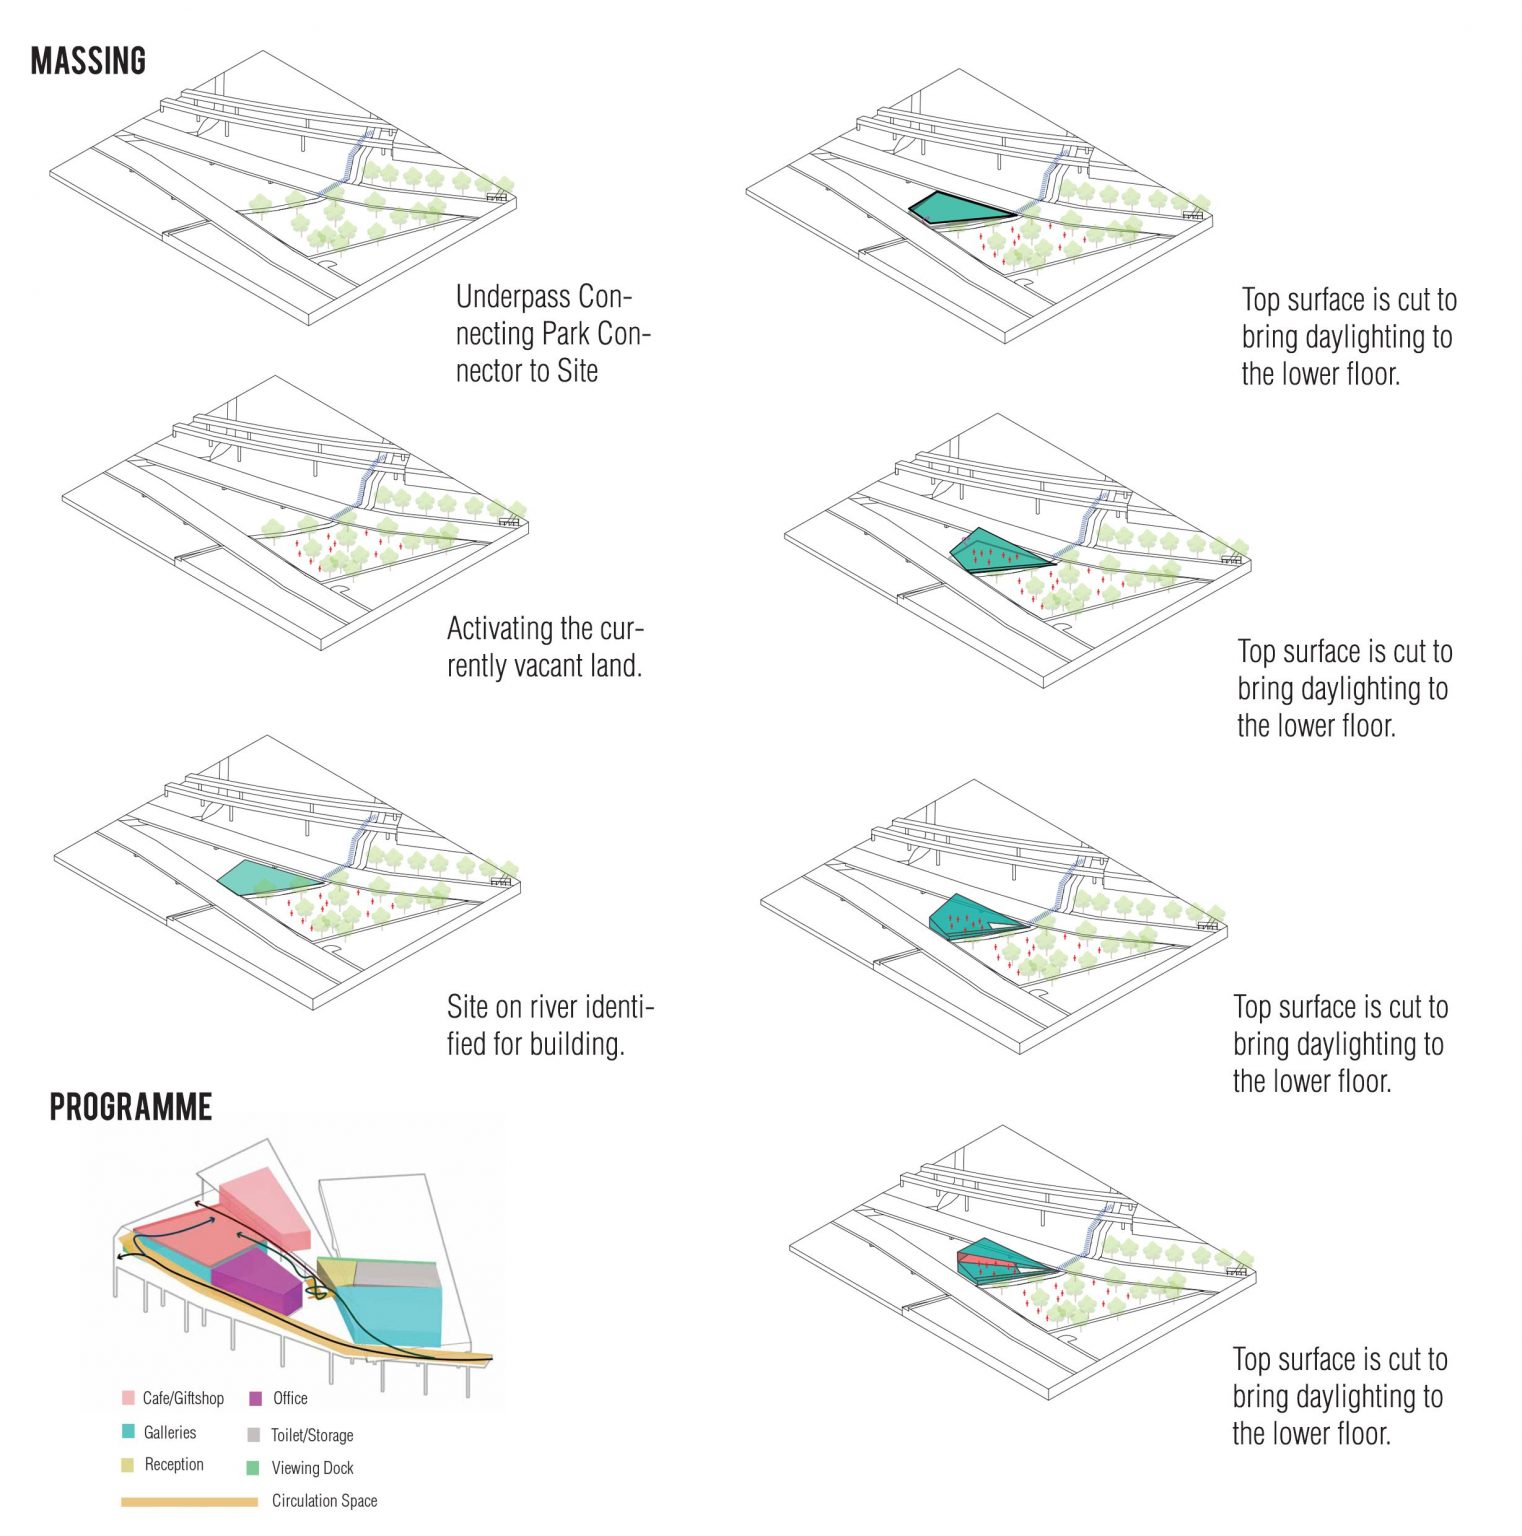 MASSING
Underpass Con-
necting Park Con-
nector to Site
Activating the cur-
rently vacant land.
Site on river identi-
fied for building.
Top surface is cut to
bring daylighting to
the lower floor.
Top surface is cut to
bring daylighting to
the lower floor.
Top surface is cut to
bring daylighting to
the lower floor.
Top surface is cut to
bring daylighting to
the lower floor.
PROGRAMME
Cafe/Giftshop
Office
Galleries
Toilet/Storage
Reception
Viewing Dock
Circulation Space